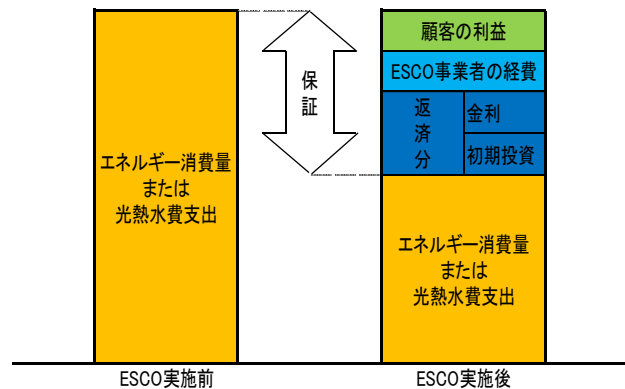 エネルギー消費量
または
光熱水費支出
保
証
顧客の利益
ESCO事業者の経費
返
済
分
金利
初期投資
エネルギー消費量
または
光熱水費支出
ESCO実施前
ESCO実施後